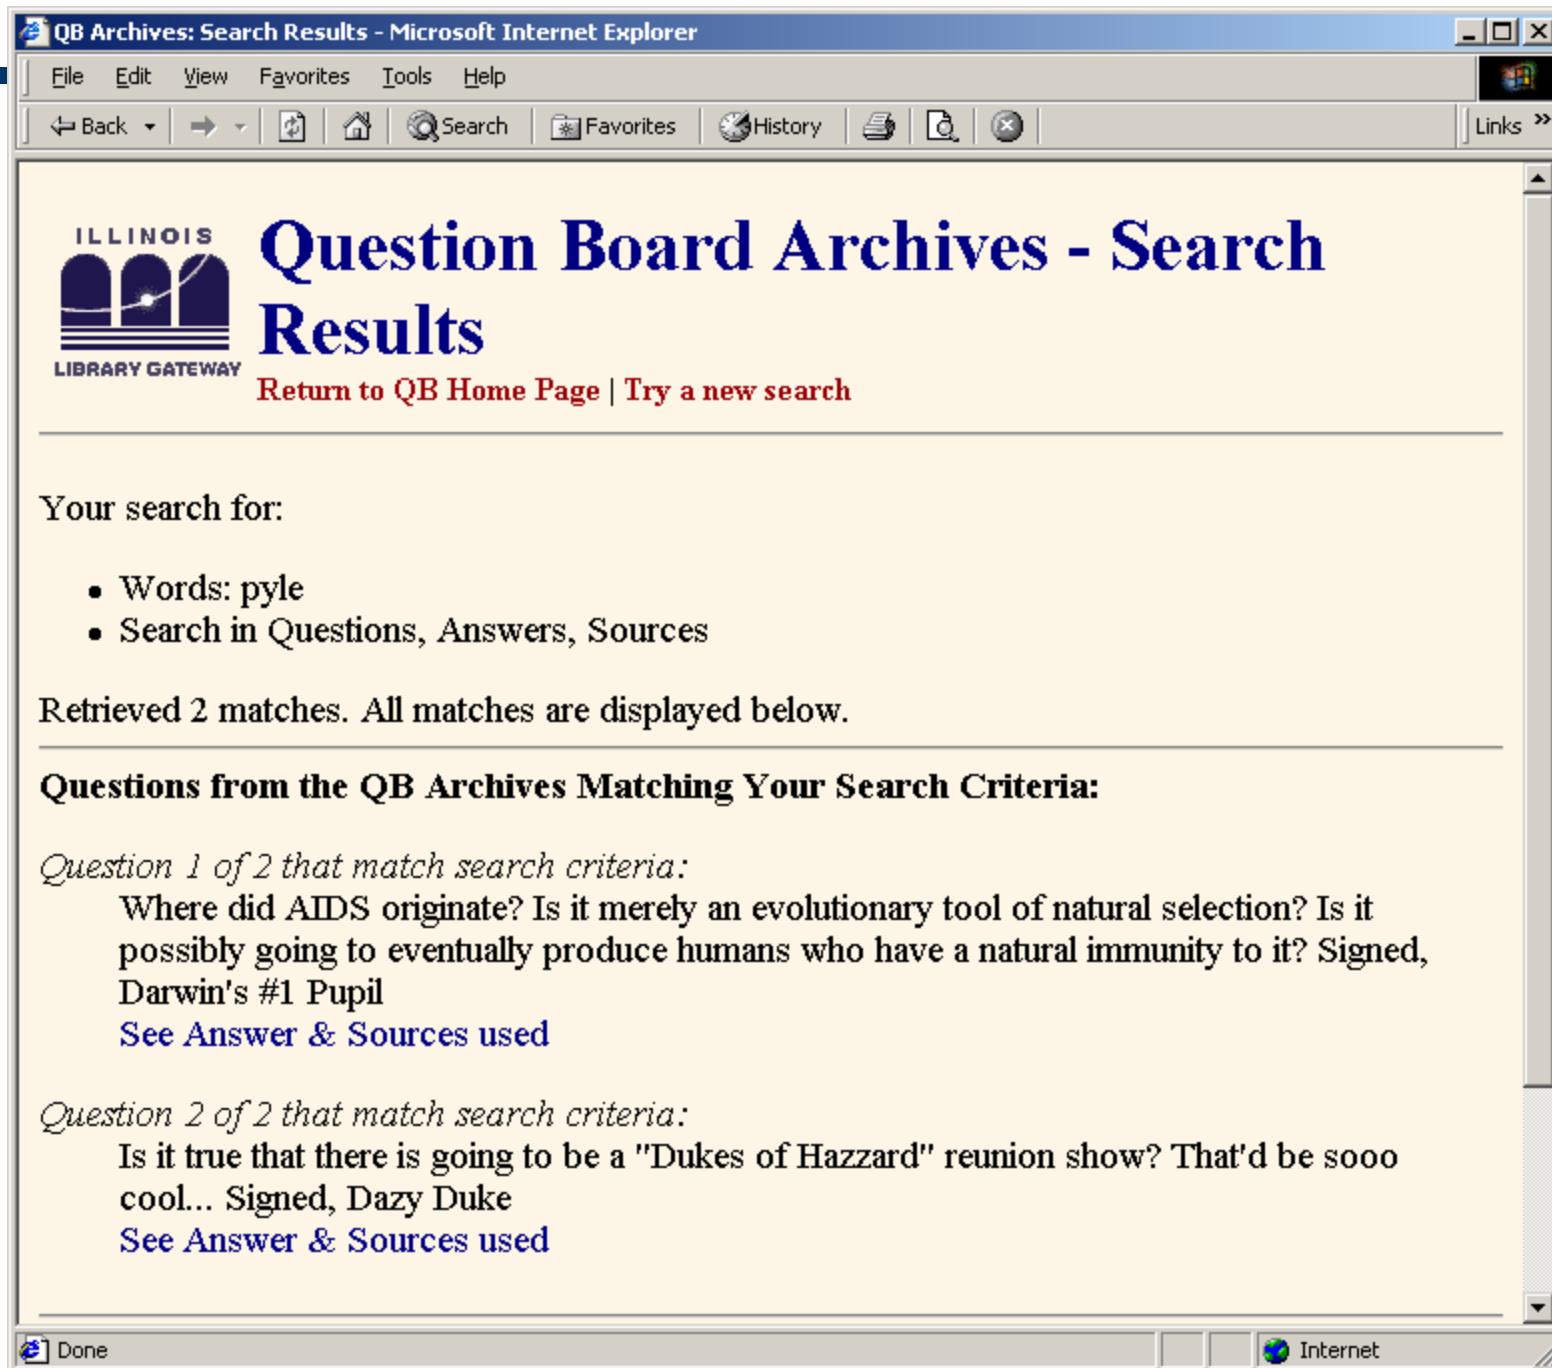 QB Archives: Search Results - Microsoft Internet Explorer
File Edit View Favorites Tools Help
Back Search Favorites History Links »
ILLINOIS
LIBRARY GATEWAY
Question Board Archives - Search
Results
Return to QB Home Page | Try a new search
Your search for:
• Words: pyle
• Search in Questions, Answers, Sources
Retrieved 2 matches. All matches are displayed below.
Questions from the QB Archives Matching Your Search Criteria:
Question 1 of 2 that match search criteria:
Where did AIDS originate? Is it merely an evolutionary tool of natural selection? Is it
possibly going to eventually produce humans who have a natural immunity to it? Signed,
Darwin's #1 Pupil
See Answer & Sources used
Question 2 of 2 that match search criteria:
Is it true that there is going to be a "Dukes of Hazzard" reunion show? That'd be sooo
cool... Signed, Dazy Duke
See Answer & Sources used
Done Internet